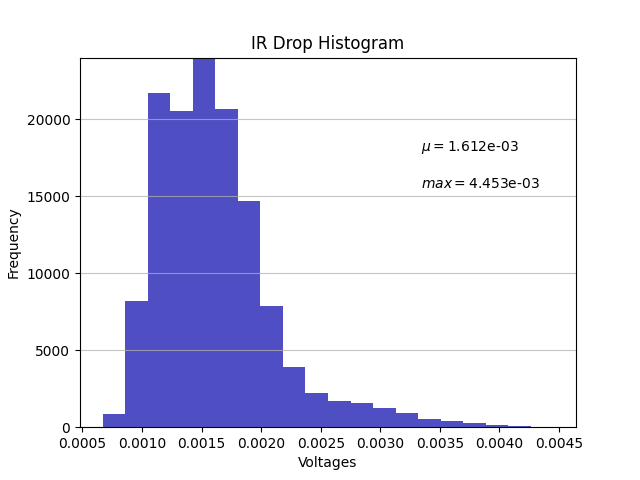 IR Drop Histogram
20000
15000
10000
5000
0
Frequency
μ = 1.612e-03
max = 4.453e-03
0.0005 0.0010 0.0015 0.0020 0.0025 0.0030 0.0035 0.0040 0.0045
Voltages